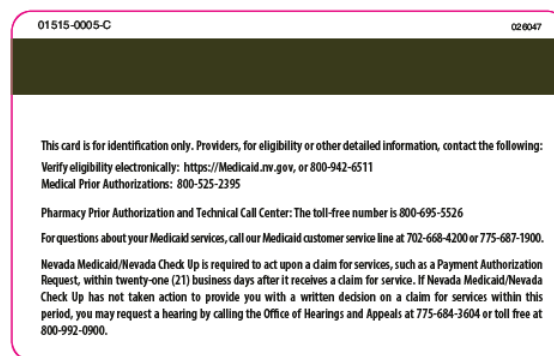 01515-0005-C
026047
This card is for identification only. Providers, for eligibility or other detailed information, contact the following:
Verify eligibility electronically: https://Medicaid.nv.gov, or 800-942-6511
Medical Prior Authorizations: 800-525-2395
Pharmacy Prior Authorization and Technical Call Center: The toll-free number is 800-695-5526
For questions about your Medicaid services, call our Medicaid customer service line at 702-668-4200 or 775-687-1900.
Nevada Medicaid/Nevada Check Up is required to act upon a claim for services, such as a Payment Authorization
Request, within twenty-one (21) business days after it receives a claim for service. If Nevada Medicaid/Nevada
Check Up has not taken action to provide you with a written decision on a claim for services within this
period, you may request a hearing by calling the Office of Hearings and Appeals at 775-684-3604 or toll free at
800-992-0900.